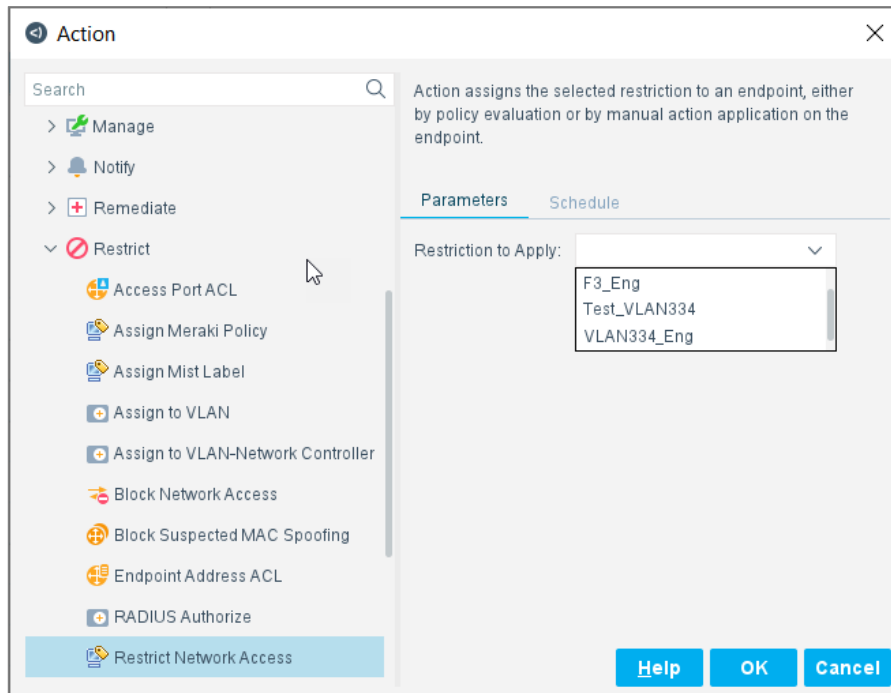 Action
Search
Manage
Notify
Remediate
Restrict
Access Port ACL
Assign Meraki Policy
Assign Mist Label
Assign to VLAN
Assign to VLAN-Network Controller
Block Network Access
Block Suspected MAC Spoofing
Endpoint Address ACL
RADIUS Authorize
Restrict Network Access
Action assigns the selected restriction to an endpoint, either
by policy evaluation or by manual action application on the
endpoint.
Parameters Schedule
Restriction to Apply:
F3_Eng
Test_VLAN334
VLAN334_Eng
Help OK Cancel